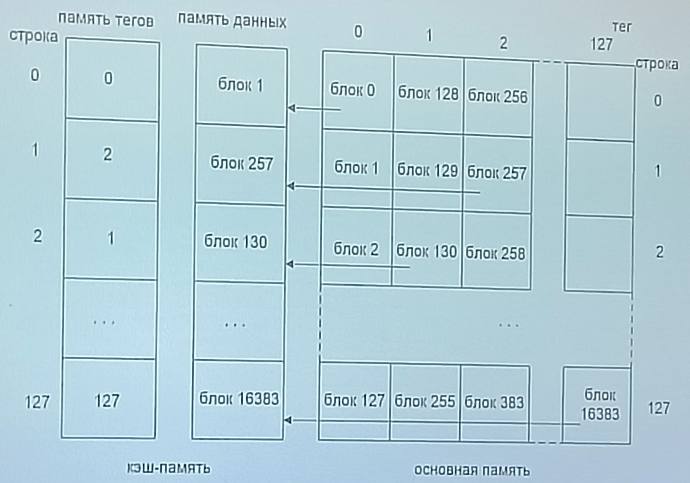 память тегов память данных тег
строка 0 1 2 127 строка
0 0 блок 1 блок 0 блок 128 блок 256 0
1 2 блок 257 блок 1 блок 129 блок 257 1
2 1 блок 130 блок 2 блок 130 блок 258 2
... ... ...
127 127 блок 16383 блок 127 блок 255 блок 383 блок 16383 127
кэш-память основная память